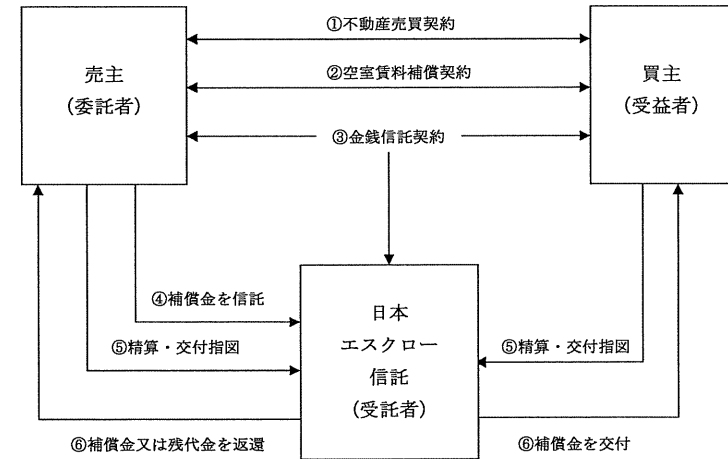 ①不動産売買契約
②空室賃料補償契約
売主
(委託者)
買主
(受益者)
③金銭信託契約
④補償金を信託
⑤精算・交付指図
日本
エスクロー
信託
(受託者)
⑤精算・交付指図
⑥補償金又は残代金を返還
⑥補償金を交付